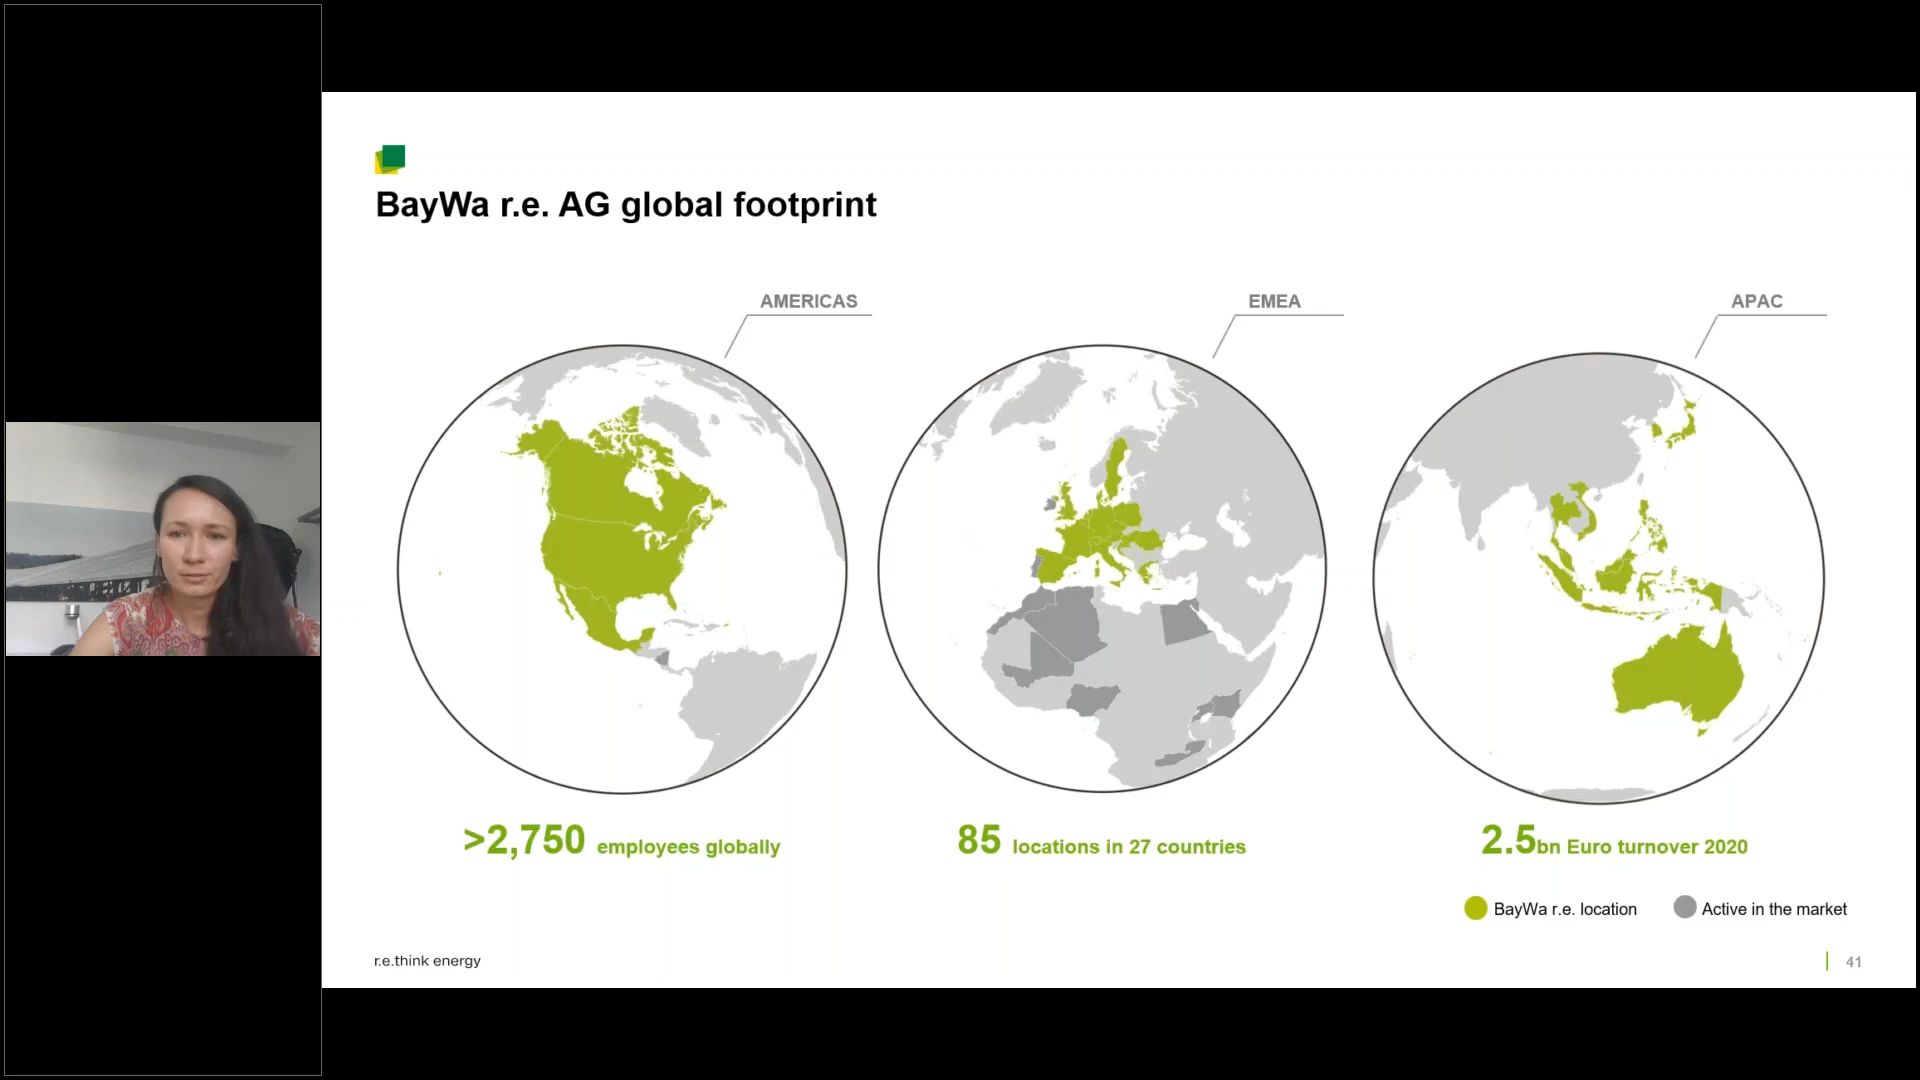 BayWa r.e. AG global footprint
AMERICAS
EMEA
APAC
>2,750 employees globally
85 locations in 27 countries
2.5bn Euro turnover 2020
BayWa r.e. location
Active in the market
r.e.think energy
41